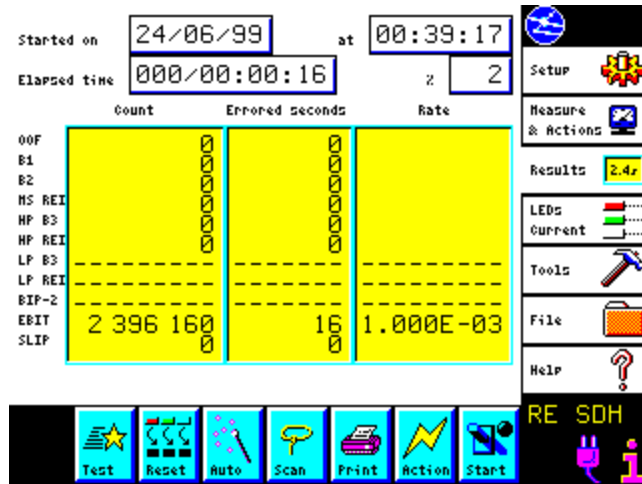 Started on 24/06/99 at 00:39:17
Elapsed time 000/00:00:16 % 2
Count Errored seconds Rate
OOF 0 0
B1 0 0
B2 0 0
MS REI 0 0
HP B3 0 0
HP REI 0 0
LP B3 ---------- --------- ----------
LP REI ---------- --------- ----------
BIP-2 ---------- --------- ----------
EBIT 2 396 160 16 1.000E-03
SLIP 0 0
Setup
Measure
& Actions
Results 2.4
LEDs
Current
Tools
File
Help
RE SDH
Test Reset Auto Scan Print Action Start